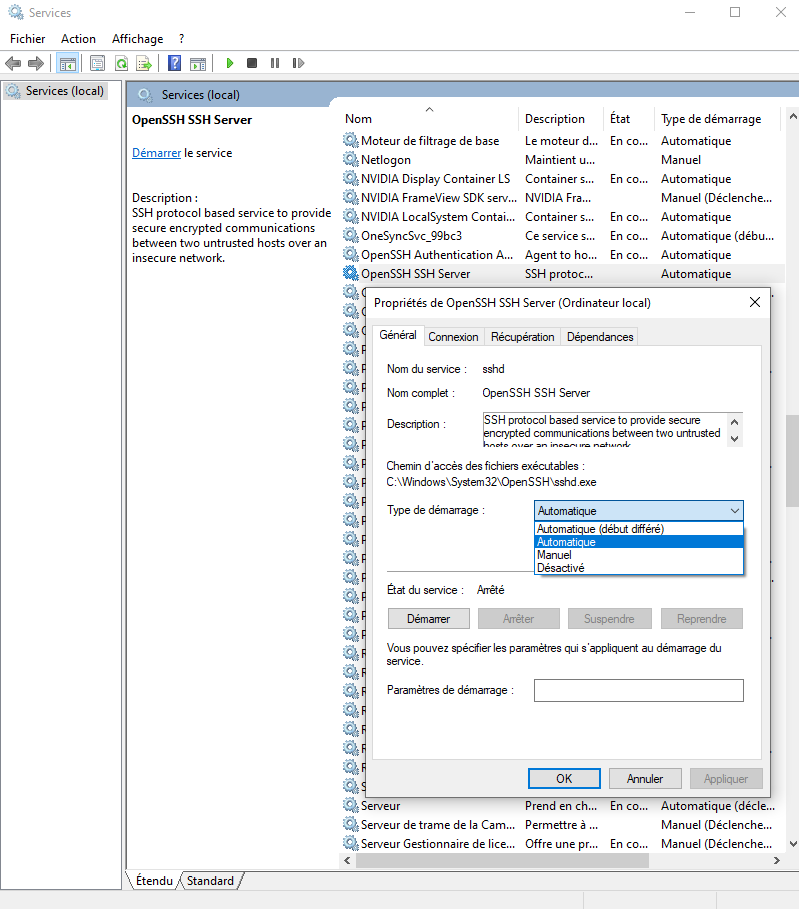 Services
Fichier Action Affichage ?
Services (local)
Services (local)
OpenSSH SSH Server
Démarrer le service
Description :
SSH protocol based service to provide
secure encrypted communications
between two untrusted hosts over an
insecure network.
Nom Description État Type de démarrage
Moteur de filtrage de base Le moteur d... En co... Automatique
Netlogon Maintient u... Manuel
NVIDIA Display Container LS Container s... En co... Automatique
NVIDIA FrameView SDK serv... NVIDIA Fra... Manuel (Déclenche...
NVIDIA LocalSystem Contai... Container s... En co... Automatique
OneSyncSvc_99bc3 Ce service s... En co... Automatique (débu...
OpenSSH Authentication A... Agent to ho... En co... Automatique
OpenSSH SSH Server SSH protoc... Automatique
Propriétés de OpenSSH SSH Server (Ordinateur local)
Général Connexion Récupération Dépendances
Nom du service : sshd
Nom complet : OpenSSH SSH Server
Description : SSH protocol based service to provide secure
encrypted communications between two untrusted
hosts over an insecure network.
Chemin d'accès des fichiers exécutables :
C:\Windows\System32\OpenSSH\sshd.exe
Type de démarrage : Automatique
Automatique (début différé)
Automatique
Manuel
Désactivé
État du service : Arrêté
Démarrer Arrêter Suspendre Reprendre
Vous pouvez spécifier les paramètres qui s'appliquent au démarrage du
service.
Paramètres de démarrage :
OK Annuler Appliquer
Serveur Prend en ch... En co... Automatique (décle...
Serveur de trame de la Cam... Permettre à ... Manuel (Déclenche...
Serveur Gestionnaire de lice... Offre une pr... En co... Manuel (Déclenche...
Étendu Standard